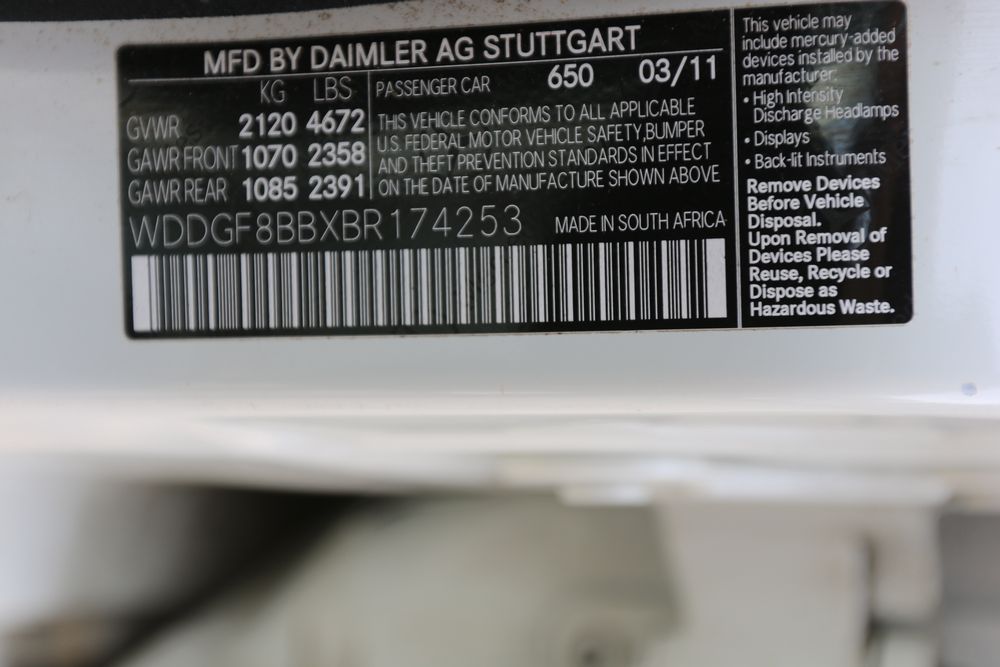 MFD BY DAIMLER AG STUTTGART
KG LBS
GVWR 2120 4672
GAWR FRONT 1070 2358
GAWR REAR 1085 2391
PASSENGER CAR 650 03/11
THIS VEHICLE CONFORMS TO ALL APPLICABLE
U.S. FEDERAL MOTOR VEHICLE SAFETY,BUMPER
AND THEFT PREVENTION STANDARDS IN EFFECT
ON THE DATE OF MANUFACTURE SHOWN ABOVE
WDDGF8BBXBR174253 MADE IN SOUTH AFRICA
This vehicle may
include mercury-added
devices installed by the
manufacturer:
• High Intensity
Discharge Headlamps
• Displays
• Back-lit Instruments
Remove Devices
Before Vehicle
Disposal.
Upon Removal of
Devices Please
Reuse, Recycle or
Dispose as
Hazardous Waste.